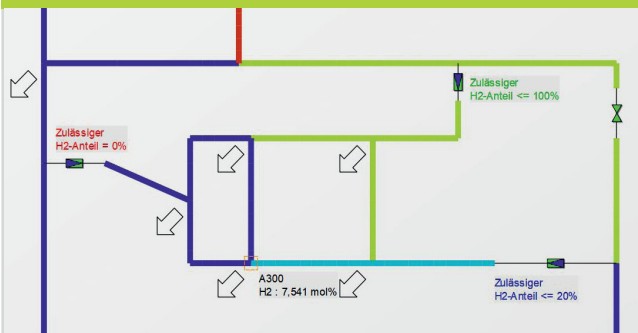 Zulässiger
H2-Anteil <= 100%
Zulässiger
H2-Anteil = 0%
A300
H2 : 7,541 mol%
Zulässiger
H2-Anteil <= 20%